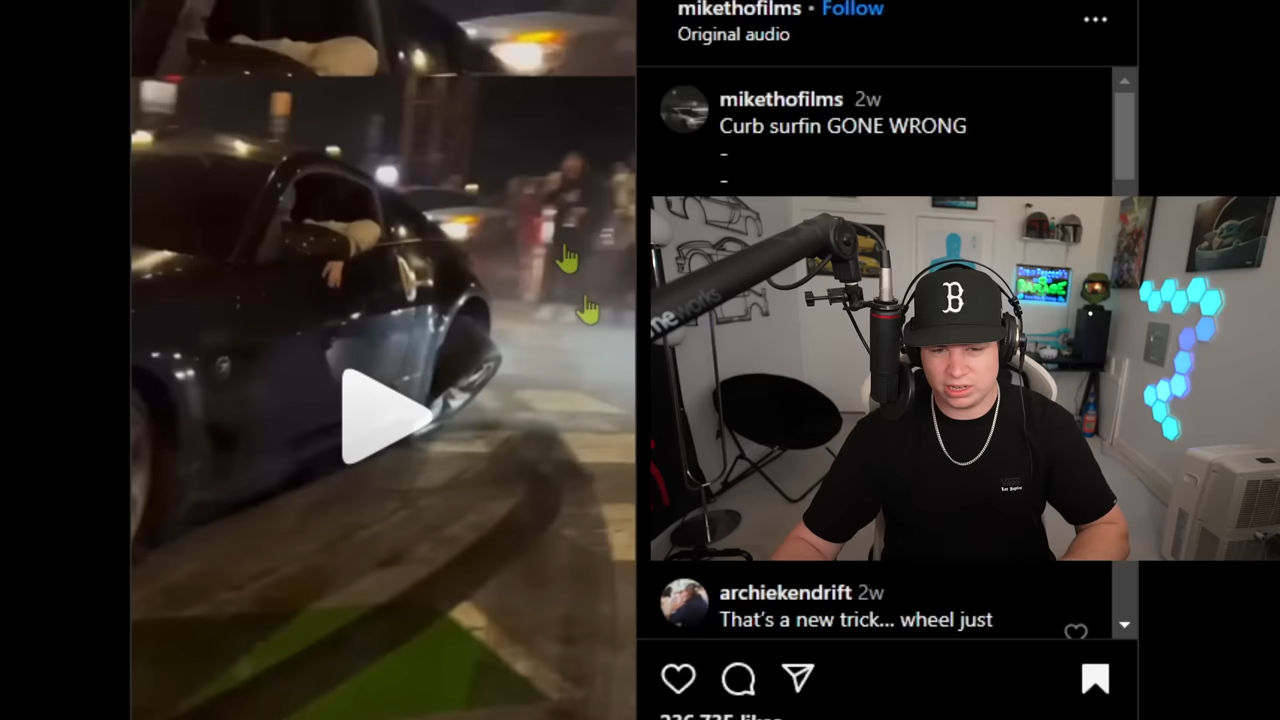 mikethofilms • Follow
Original audio
mikethofilms 2w
Curb surfin GONE WRONG
-
-
B
archiekendrift 2w
That's a new trick... wheel just